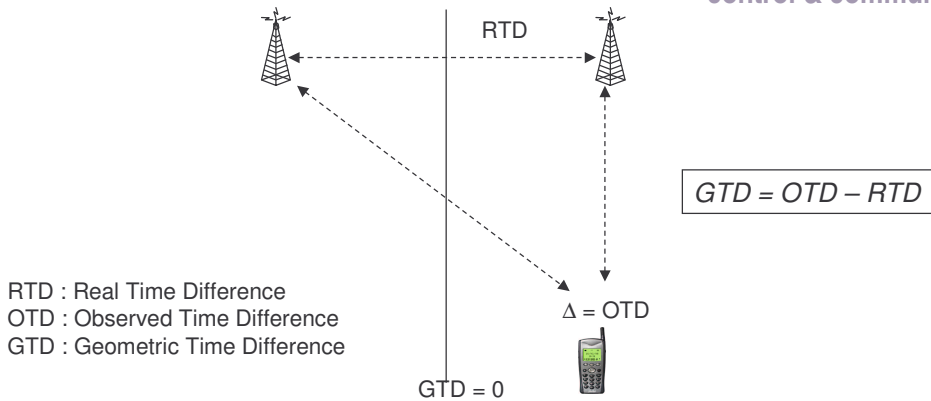 RTD
GTD = OTD – RTD
RTD : Real Time Difference
OTD : Observed Time Difference
GTD : Geometric Time Difference
Δ = OTD
GTD = 0